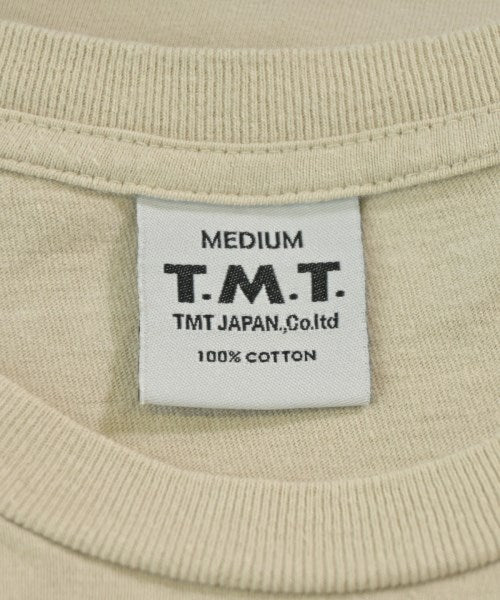 MEDIUM
T.M.T.
TMT JAPAN.,Co.ltd
100% COTTON